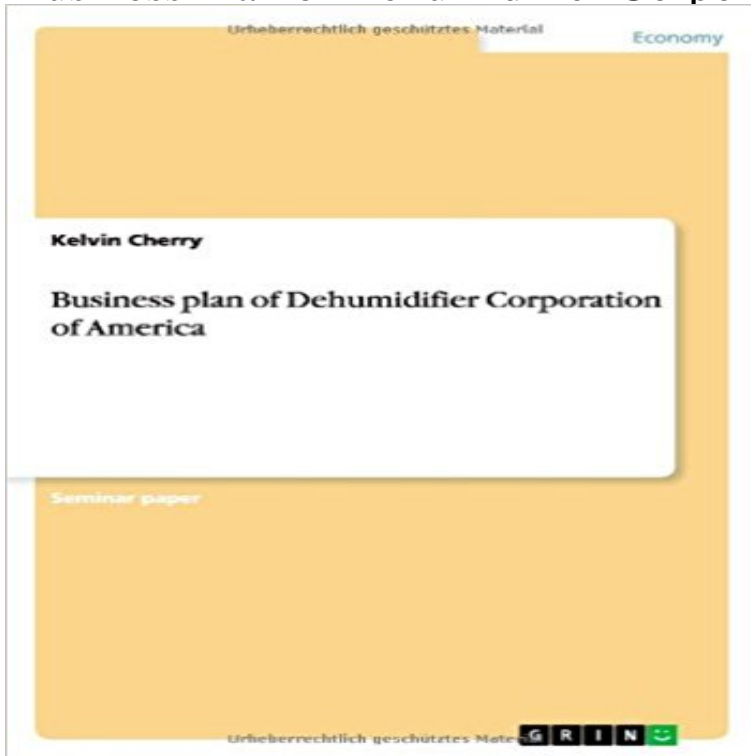 Urheberrechtlich geschütztes Material
Economy
Kelvin Cherry
Business plan of Dehumidifier Corporation
of America
Seminar paper
Urheberrechtlich geschütztes Mate
GRIN